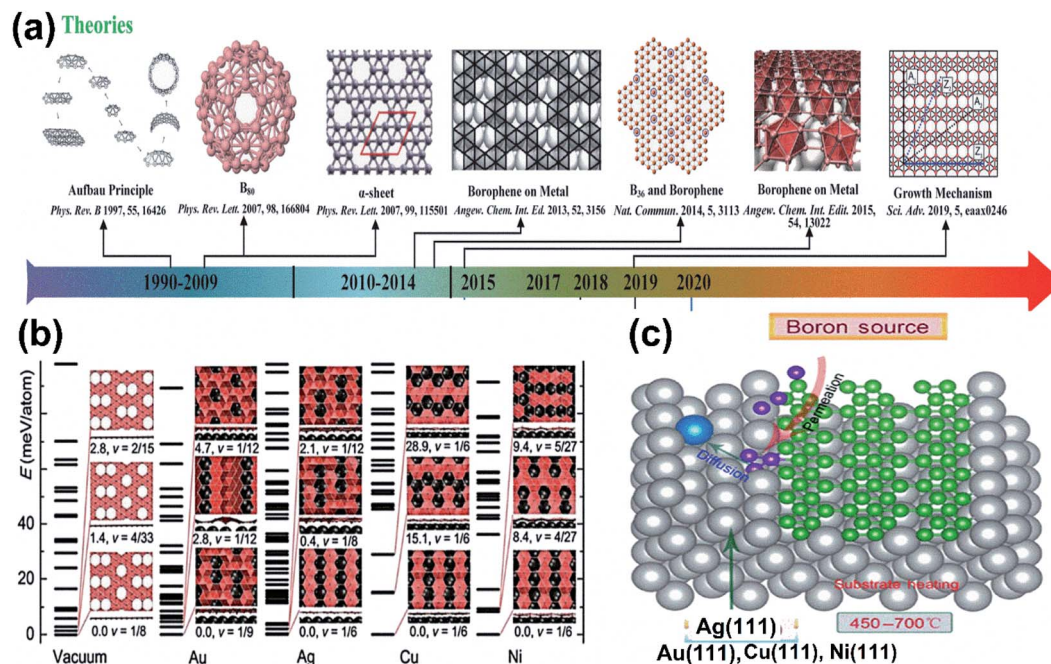 (a) Theories
Aufbau Principle
Phys. Rev. B 1997, 55, 16426
B80
Phys. Rev. Lett. 2007, 98, 166804
α-sheet
Phys. Rev. Lett. 2007, 99, 115501
Borophene on Metal
Angew. Chem. Int. Ed. 2013, 52, 3156
B36 and Borophene
Nat. Commun. 2014, 5, 3113
Borophene on Metal
Angew. Chem. Int. Edit. 2015,
54, 13022
A1 Z1 A2 Z2
Growth Mechanism
Sci. Adv. 2019, 5, eaax0246
1990-2009 2010-2014 2015 2017 2018 2019 2020
(b)
E (meV/atom)
40
20
0
2.8, v = 2/15
1.4, v = 4/33
0.0 v = 1/8
Vacuum
4.7, v = 1/12
2.8, v = 1/12
0.0, v = 1/9
Au
2.1, v = 1/12
0.4, v = 1/8
0.0, v = 1/6
Ag
28.9, v = 1/6
15.1, v = 1/6
0.0, v = 1/6
Cu
9.4, v = 5/27
8.4, v = 4/27
0.0, v = 1/6
Ni
(c)
Boron source
Permeation
Diffusion
Substrate heating
450–700℃
Ag(111)
Au(111), Cu(111), Ni(111)